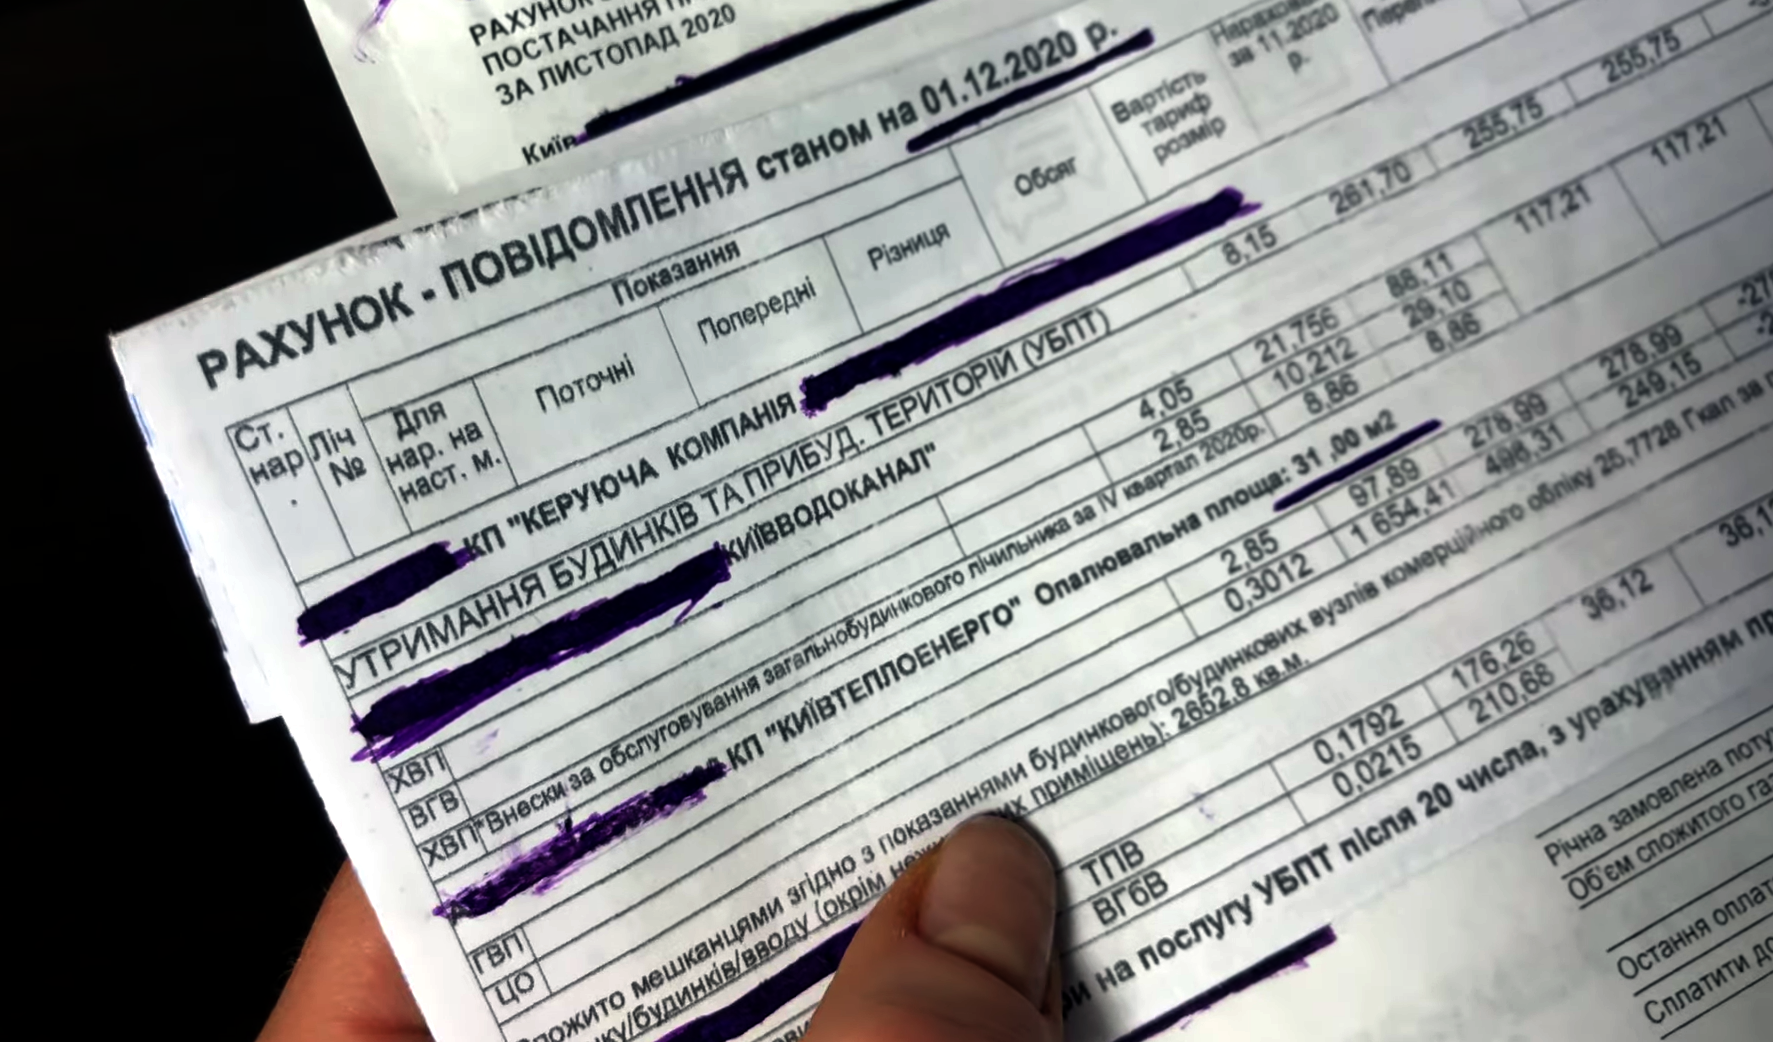 РАХУНОК
ПОСТАЧАННЯ
ЗА ЛИСТОПАД 2020
Київ
РАХУНОК - ПОВІДОМЛЕННЯ станом на 01.12.2020 р.
Ст. нар.
Ліч №
Показання
Для нар. на наст. м.
Поточні
Попередні
Різниця
Обсяг
Вартість тариф розмір
за 11.2020 р.
КП "КЕРУЮЧА КОМПАНІЯ
УТРИМАННЯ БУДИНКІВ ТА ПРИБУД. ТЕРИТОРІЙ (УБПТ) 8,15 261,70 255,75 255,75
КИЇВВОДОКАНАЛ"
ХВП 4,05 21,756 88,11 117,21 117,21
ВГВ 2,85 10,212 29,10
ХВП*Внески за обслуговування загальнобудинкового лічильника за IV квартал 2020р. 8,86 8,86
КП "КИЇВТЕПЛОЕНЕРГО" Опалювальна площа: 31,00 м2
ГВП 2,85 97,89 278,99 278,99
ЦО 0,3012 1 654,41 498,31 249,15
мешканцями згідно з показаннями будинкового/будинкових вузлів комерційного обліку 25,7728 Гкал за
/будинків/вводу (окрім приміщень): 2652,8 кв.м.
ТПВ 0,1792 176,26 36,12
ВГбВ 0,0215 210,68
на послугу УБПТ після 20 числа, з урахуванням
Річна замовлена
Об'єм спожитого
Остання
Сплатити до